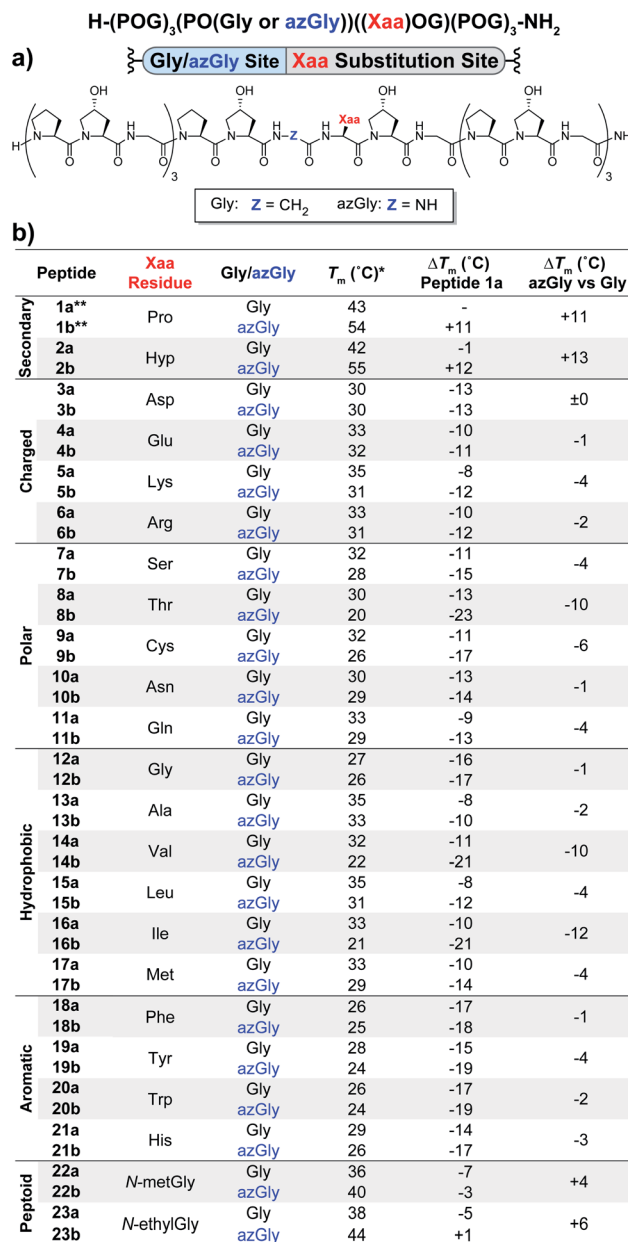 H-(POG)₃(PO(Gly or azGly))((Xaa)OG)(POG)₃-NH₂
a)
Gly/azGly Site Xaa Substitution Site
OH OH Xaa OH OH
H N O N O HN O 3 N O N O HN Z O HN O N O HN O N O N O HN O 3 NH₂
Gly: Z = CH₂ azGly: Z = NH
b)
Peptide Xaa Residue Gly/azGly Tm (˚C)* ΔTm (˚C) Peptide 1a ΔTm (˚C) azGly vs Gly
Secondary
1a** Pro Gly 43 - +11
1b** azGly 54 +11
2a Hyp Gly 42 -1 +13
2b azGly 55 +12
Charged
3a Asp Gly 30 -13 ±0
3b azGly 30 -13
4a Glu Gly 33 -10 -1
4b azGly 32 -11
5a Lys Gly 35 -8 -4
5b azGly 31 -12
6a Arg Gly 33 -10 -2
6b azGly 31 -12
Polar
7a Ser Gly 32 -11 -4
7b azGly 28 -15
8a Thr Gly 30 -13 -10
8b azGly 20 -23
9a Cys Gly 32 -11 -6
9b azGly 26 -17
10a Asn Gly 30 -13 -1
10b azGly 29 -14
11a Gln Gly 33 -9 -4
11b azGly 29 -13
Hydrophobic
12a Gly Gly 27 -16 -1
12b azGly 26 -17
13a Ala Gly 35 -8 -2
13b azGly 33 -10
14a Val Gly 32 -11 -10
14b azGly 22 -21
15a Leu Gly 35 -8 -4
15b azGly 31 -12
16a Ile Gly 33 -10 -12
16b azGly 21 -21
17a Met Gly 33 -10 -4
17b azGly 29 -14
Aromatic
18a Phe Gly 26 -17 -1
18b azGly 25 -18
19a Tyr Gly 28 -15 -4
19b azGly 24 -19
20a Trp Gly 26 -17 -2
20b azGly 24 -19
21a His Gly 29 -14 -3
21b azGly 26 -17
Peptoid
22a N-metGly Gly 36 -7 +4
22b azGly 40 -3
23a N-ethylGly Gly 38 -5 +6
23b azGly 44 +1